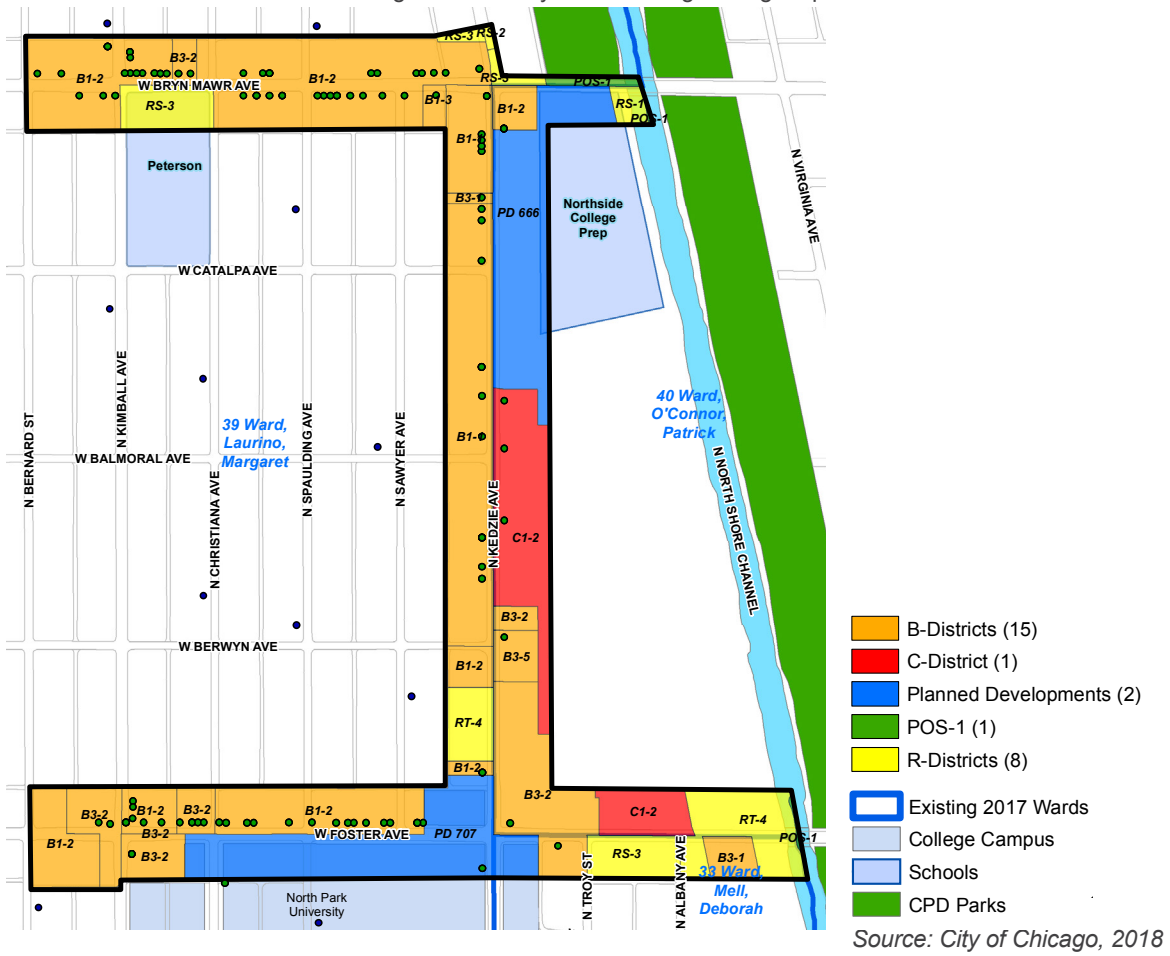 RS-3
RS-2
B3-2
B1-2
B1-2
W BRYN MAWR AVE
RS-3
POS-1
RS-3
B1-3
B1-2
RS-1
POS-1
Peterson
B3-1
PD 666
Northside
College
Prep
N VIRGINIA AVE
W CATALPA AVE
N BERNARD ST
N KIMBALL AVE
N CHRISTIANA AVE
N SPAULDING AVE
N SAWYER AVE
39 Ward,
Laurino,
Margaret
40 Ward,
O'Connor,
Patrick
W BALMORAL AVE
N KEDZIE AVE
C1-2
N NORTH SHORE CHANNEL
B3-2
B3-5
W BERWYN AVE
B1-2
RT-4
B1-2
B3-2
B3-2
B1-2
B3-2
B1-2
C1-2
RT-4
B3-2
W FOSTER AVE
PD 707
POS-1
B1-2
B3-2
RS-3
B3-1
N TROY ST
N ALBANY AVE
33 Ward,
Mell,
Deborah
North Park
University
B-Districts (15)
C-District (1)
Planned Developments (2)
POS-1 (1)
R-Districts (8)
Existing 2017 Wards
College Campus
Schools
CPD Parks
Source: City of Chicago, 2018